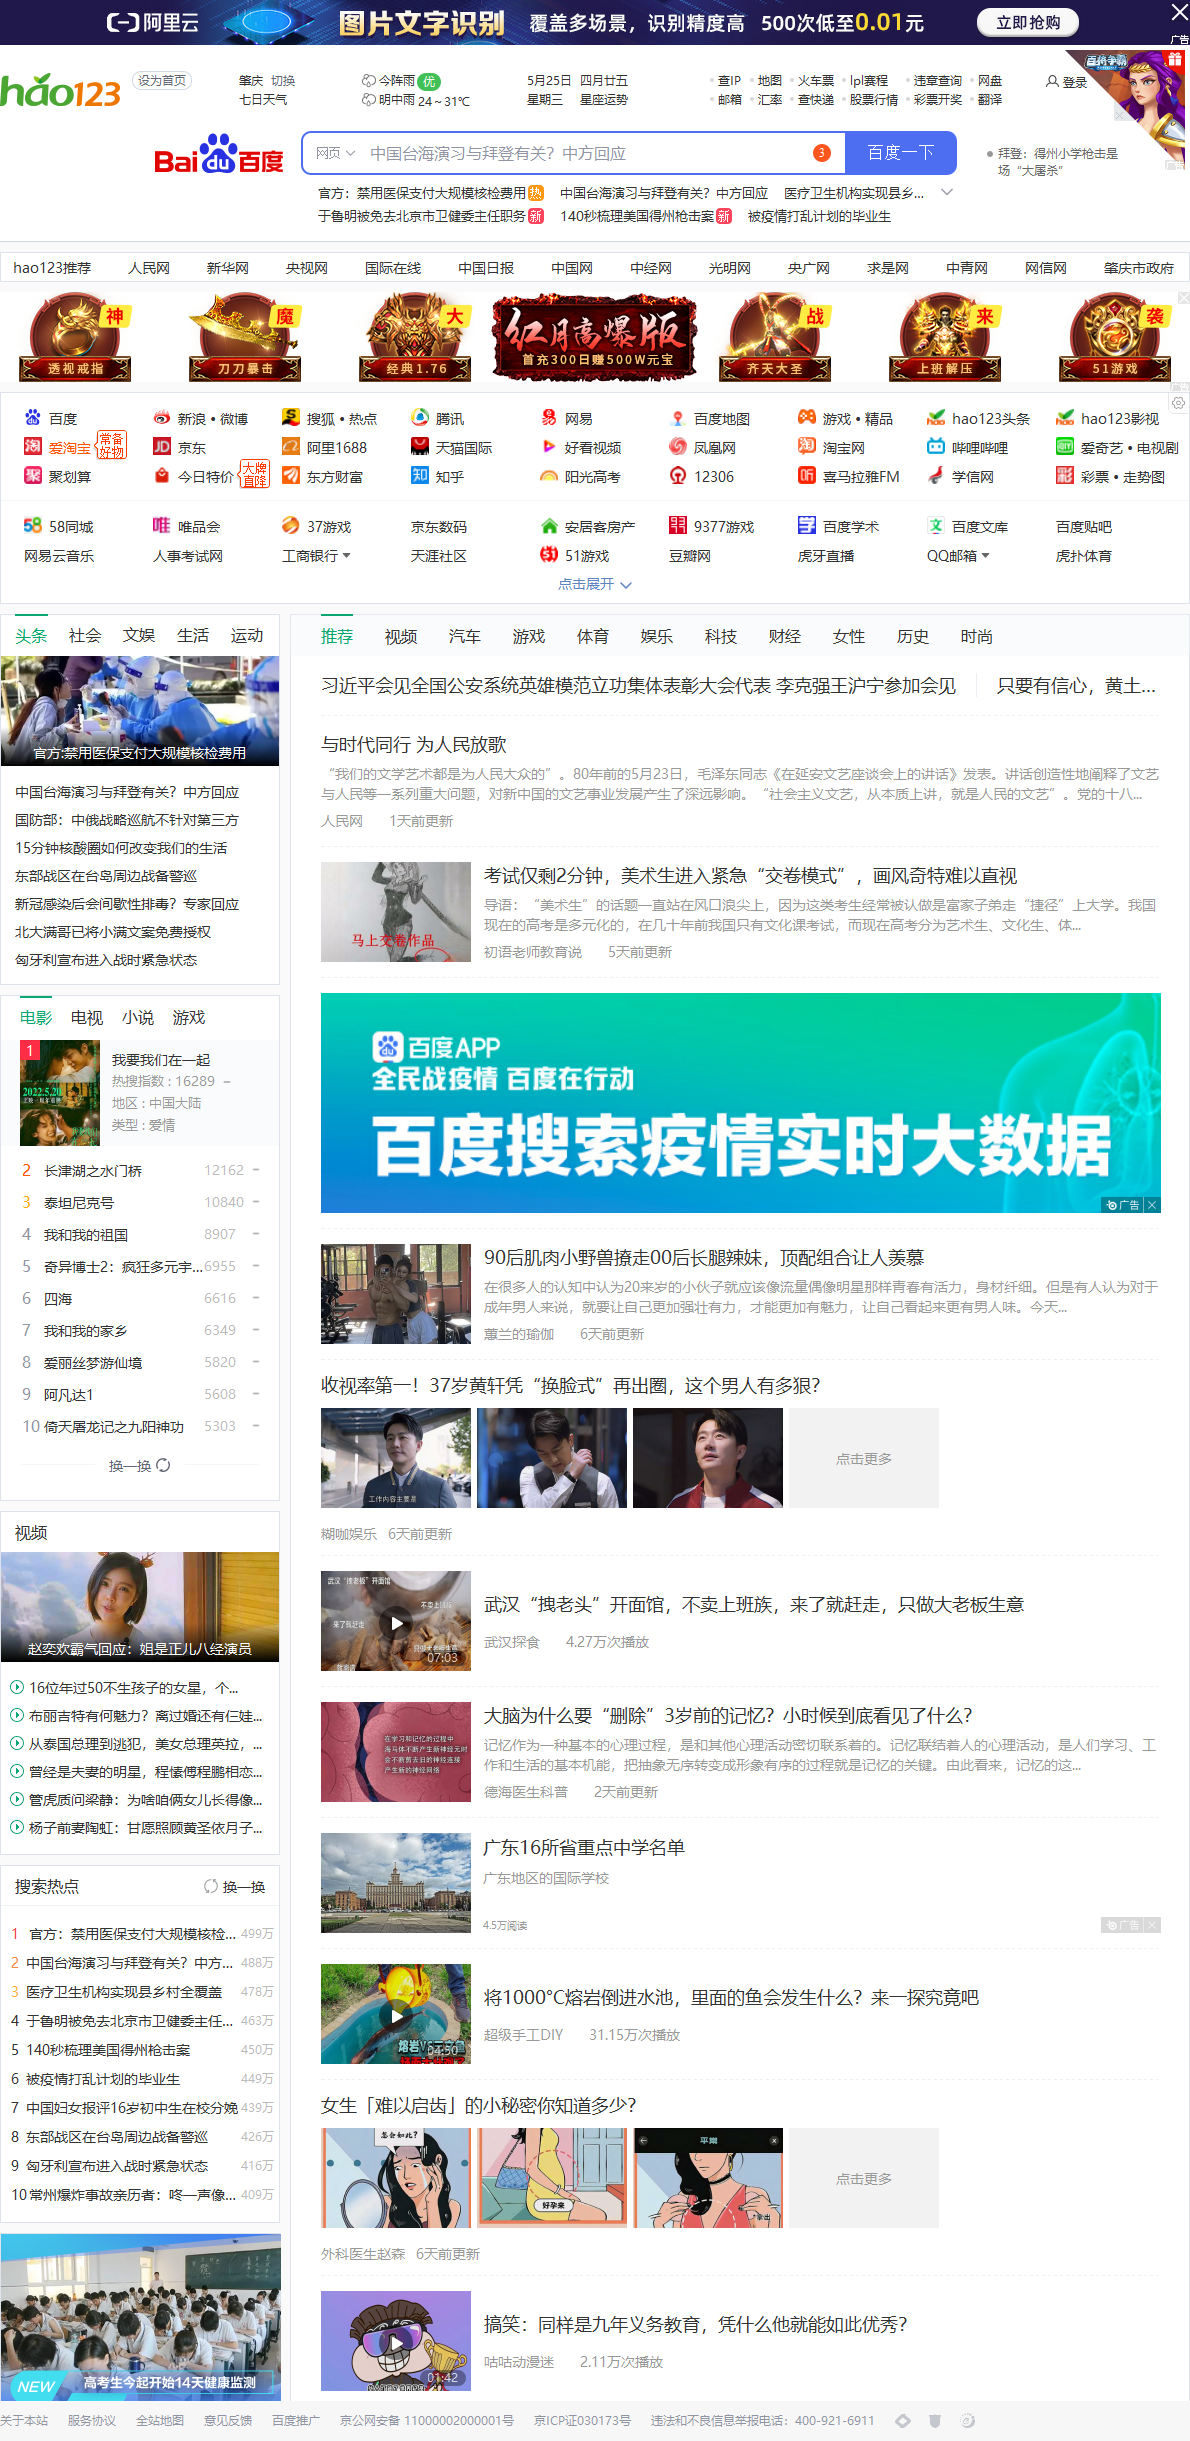 阿里云 图片文字识别 覆盖多场景，识别精度高 500次低至0.01元 立即抢购
广告
hao123 设为首页
肇庆 切换 今阵雨 优 5月25日 四月廿五 查IP 地图 火车票 lpl赛程 违章查询 网盘 登录
七日天气 明中雨 24 ~ 31℃ 星期三 星座运势 邮箱 汇率 查快递 股票行情 彩票开奖 翻译
Baidu百度 网页 中国台海演习与拜登有关？中方回应 3 百度一下
拜登：得州小学枪击是
场“大屠杀”
官方：禁用医保支付大规模核检费用 热 中国台海演习与拜登有关？中方回应 医疗卫生机构实现县乡...
于鲁明被免去北京市卫健委主任职务 新 140秒梳理美国得州枪击案 新 被疫情打乱计划的毕业生
hao123推荐 人民网 新华网 央视网 国际在线 中国日报 中国网 中经网 光明网 央广网 求是网 中青网 网信网 肇庆市政府
神 魔 大 红月高爆版 战 来 袭
透视戒指 刀刀暴击 经典1.76 首充300日赚500W元宝 齐天大圣 上班解压 51游戏
广告
百度 新浪 • 微博 搜狐 • 热点 腾讯 网易 百度地图 游戏 • 精品 hao123头条 hao123影视
爱淘宝 常备好物 京东 阿里1688 天猫国际 好看视频 凤凰网 淘宝网 哔哩哔哩 爱奇艺 • 电视剧
聚划算 今日特价 大牌直降 东方财富 知乎 阳光高考 12306 喜马拉雅FM 学信网 彩票 • 走势图
58同城 唯品会 37游戏 京东数码 安居客房产 9377游戏 百度学术 百度文库 百度贴吧
网易云音乐 人事考试网 工商银行 天涯社区 51游戏 豆瓣网 虎牙直播 QQ邮箱 虎扑体育
点击展开
头条 社会 文娱 生活 运动
官方:禁用医保支付大规模核检费用
中国台海演习与拜登有关？中方回应
国防部：中俄战略巡航不针对第三方
15分钟核酸圈如何改变我们的生活
东部战区在台岛周边战备警巡
新冠感染后会间歇性排毒？专家回应
北大满哥已将小满文案免费授权
匈牙利宣布进入战时紧急状态
电影 电视 小说 游戏
1 我要我们在一起
热搜指数 : 16289
地区 : 中国大陆
类型 : 爱情
2022.5.20
2 长津湖之水门桥 12162
3 泰坦尼克号 10840
4 我和我的祖国 8907
5 奇异博士2：疯狂多元宇... 6955
6 四海 6616
7 我和我的家乡 6349
8 爱丽丝梦游仙境 5820
9 阿凡达1 5608
10 倚天屠龙记之九阳神功 5303
换一换
视频
赵奕欢霸气回应：姐是正儿八经演员
16位年过50不生孩子的女星，个...
布丽吉特有何魅力？离过婚还有仨娃...
从泰国总理到逃犯，美女总理英拉，...
曾经是夫妻的明星，程愫傅程鹏相恋...
管虎质问梁静：为啥咱俩女儿长得像...
杨子前妻陶虹：甘愿照顾黄圣依月子...
搜索热点 换一换
1 官方：禁用医保支付大规模核检... 499万
2 中国台海演习与拜登有关？中方... 488万
3 医疗卫生机构实现县乡村全覆盖 478万
4 于鲁明被免去北京市卫健委主任... 463万
5 140秒梳理美国得州枪击案 450万
6 被疫情打乱计划的毕业生 449万
7 中国妇女报评16岁初中生在校分娩 439万
8 东部战区在台岛周边战备警巡 426万
9 匈牙利宣布进入战时紧急状态 416万
10 常州爆炸事故亲历者：咚一声像... 409万
NEW 高考生今起开始14天健康监测
推荐 视频 汽车 游戏 体育 娱乐 科技 财经 女性 历史 时尚
习近平会见全国公安系统英雄模范立功集体表彰大会代表 李克强王沪宁参加会见 只要有信心，黄土...
与时代同行 为人民放歌
“我们的文学艺术都是为人民大众的”。80年前的5月23日，毛泽东同志《在延安文艺座谈会上的讲话》发表。讲话创造性地阐释了文艺
与人民等一系列重大问题，对新中国的文艺事业发展产生了深远影响。“社会主义文艺，从本质上讲，就是人民的文艺”。党的十八...
人民网 1天前更新
马上交卷作品
考试仅剩2分钟，美术生进入紧急“交卷模式”，画风奇特难以直视
导语：“美术生”的话题一直站在风口浪尖上，因为这类考生经常被认做是富家子弟走“捷径”上大学。我国
现在的高考是多元化的，在几十年前我国只有文化课考试，而现在高考分为艺术生、文化生、体...
初语老师教育说 5天前更新
百度APP
全民战疫情 百度在行动
百度搜索疫情实时大数据
广告
90后肌肉小野兽撩走00后长腿辣妹，顶配组合让人羡慕
在很多人的认知中认为20来岁的小伙子就应该像流量偶像明星那样青春有活力，身材纤细。但是有人认为对于
成年男人来说，就要让自己更加强壮有力，才能更加有魅力，让自己看起来更有男人味。今天...
蕙兰的瑜伽 6天前更新
收视率第一！37岁黄轩凭“换脸式”再出圈，这个男人有多狠？
工作内容主要是
点击更多
糊咖娱乐 6天前更新
武汉“拽老板”开面馆
不卖上班族
来了就赶走
07:03
武汉“拽老头”开面馆，不卖上班族，来了就赶走，只做大老板生意
武汉探食 4.27万次播放
在学习和记忆的过程中
海马体不断产生新神经元时
会不断剪去旧的神经连接
产生新的神经网络
大脑为什么要“删除”3岁前的记忆？小时候到底看见了什么？
记忆作为一种基本的心理过程，是和其他心理活动密切联系着的。记忆联结着人的心理活动，是人们学习、工
作和生活的基本机能，把抽象无序转变成形象有序的过程就是记忆的关键。由此看来，记忆的这...
德海医生科普 2天前更新
广东16所省重点中学名单
广东地区的国际学校
4.5万阅读 广告
04:50
将1000°C熔岩倒进水池，里面的鱼会发生什么？来一探究竟吧
超级手工DIY 31.15万次播放
女生「难以启齿」的小秘密你知道多少？
忽会如此？ 好孕来 平常
点击更多
外科医生赵森 6天前更新
01:42
搞笑：同样是九年义务教育，凭什么他就能如此优秀？
咕咕动漫迷 2.11万次播放
关于本站 服务协议 全站地图 意见反馈 百度推广 京公网安备 11000002000001号 京ICP证030173号 违法和不良信息举报电话：400-921-6911